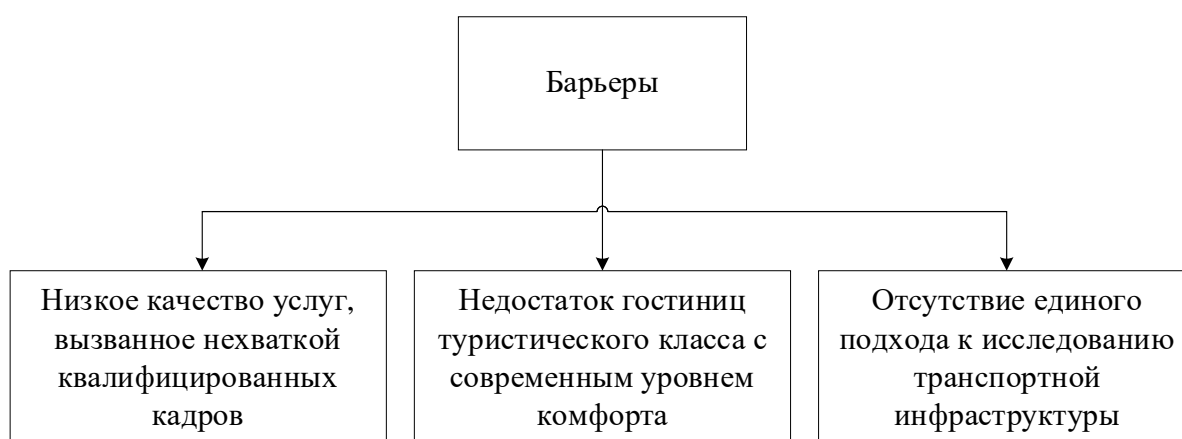 Барьеры
Низкое качество услуг,
вызванное нехваткой
квалифицированных
кадров
Недостаток гостиниц
туристического класса с
современным уровнем
комфорта
Отсутствие единого
подхода к исследованию
транспортной
инфраструктуры